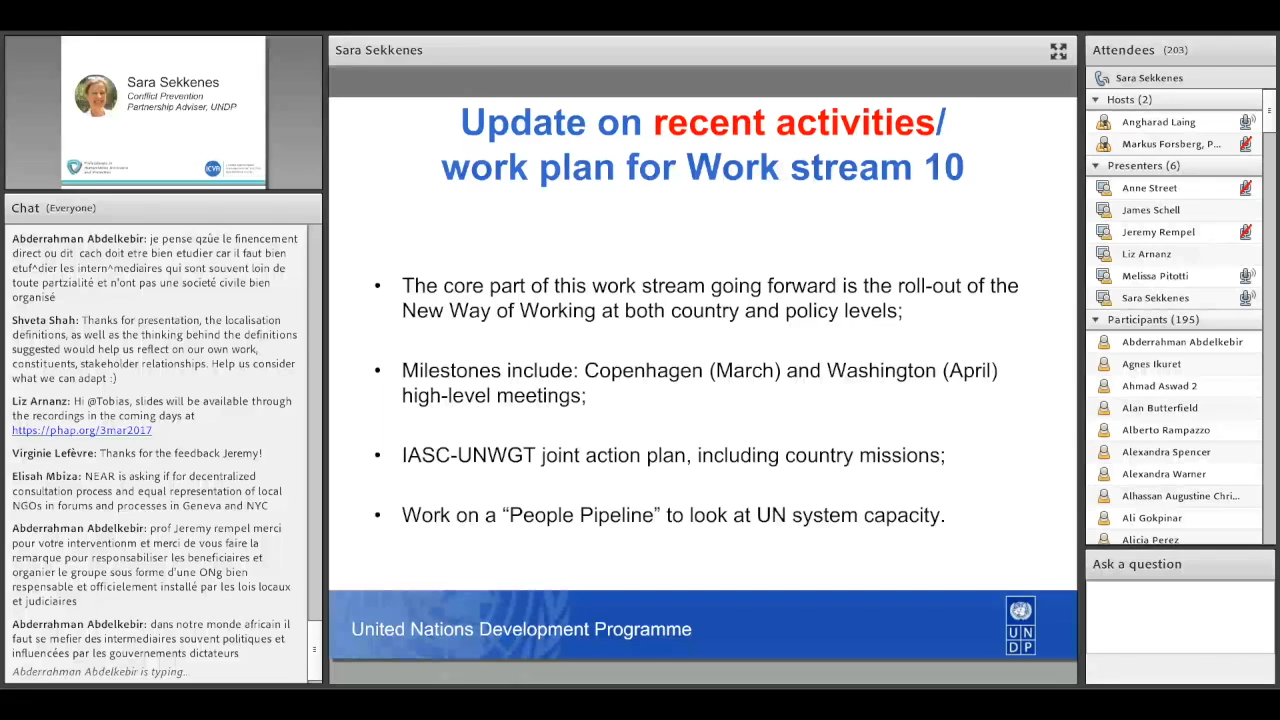 Sara Sekkenes
Conflict Prevention
Partnership Adviser, UNDP
ICVA
Chat (Everyone)
Abderrahman Abdelkebir: je pense qzûe le financement
direct ou dit cach doit etre bien etudier car il faut bien
etuf^dier les intern^mediaires qui sont souvent loin de
toute partzialité et n'ont pas une societé civile bien
organisé
Shveta Shah: Thanks for presentation, the localisation
definitions, as well as the thinking behind the definitions
suggested would help us reflect on our own work,
constituents, stakeholder relationships. Help us consider
what we can adapt :)
Liz Arnanz: Hi @Tobias, slides will be available through
the recordings in the coming days at
https://phap.org/3mar2017
Virginie Lefèvre: Thanks for the feedback Jeremy!
Elisah Mbiza: NEAR is asking if for decentralized
consultation process and equal representation of local
NGOs in forums and processes in Geneva and NYC
Abderrahman Abdelkebir: prof Jeremy rempel merci
pour votre interventionm et merci de vous faire la
remarque pour responsabiliser les beneficiaires et
organier le groupe sous forme d'une ONg bien
responsable et officielement installé par les lois locaux
et judiciaires
Abderrahman Abdelkebir: dans notre monde africain il
faut se mefier des intermediaires souvent politiques et
influencées par les gouvernements dictateurs
Abderrahman Abdelkebir is typing...
Sara Sekkenes
Update on recent activities/
work plan for Work stream 10
• The core part of this work stream going forward is the roll-out of the
New Way of Working at both country and policy levels;
• Milestones include: Copenhagen (March) and Washington (April)
high-level meetings;
• IASC-UNWGT joint action plan, including country missions;
• Work on a “People Pipeline” to look at UN system capacity.
United Nations Development Programme
U N
D P
Attendees (203)
Sara Sekkenes
Hosts (2)
Angharad Laing
Markus Forsberg, P...
Presenters (6)
Anne Street
James Schell
Jeremy Rempel
Liz Arnanz
Melissa Pitotti
Sara Sekkenes
Participants (195)
Abderrahman Abdelkebir
Agnes Ikuret
Ahmad Aswad 2
Alan Butterfield
Alberto Rampazzo
Alexandra Spencer
Alexandra Warner
Alhassan Augustine Chri...
Ali Gokpinar
Alicia Perez
Ask a question